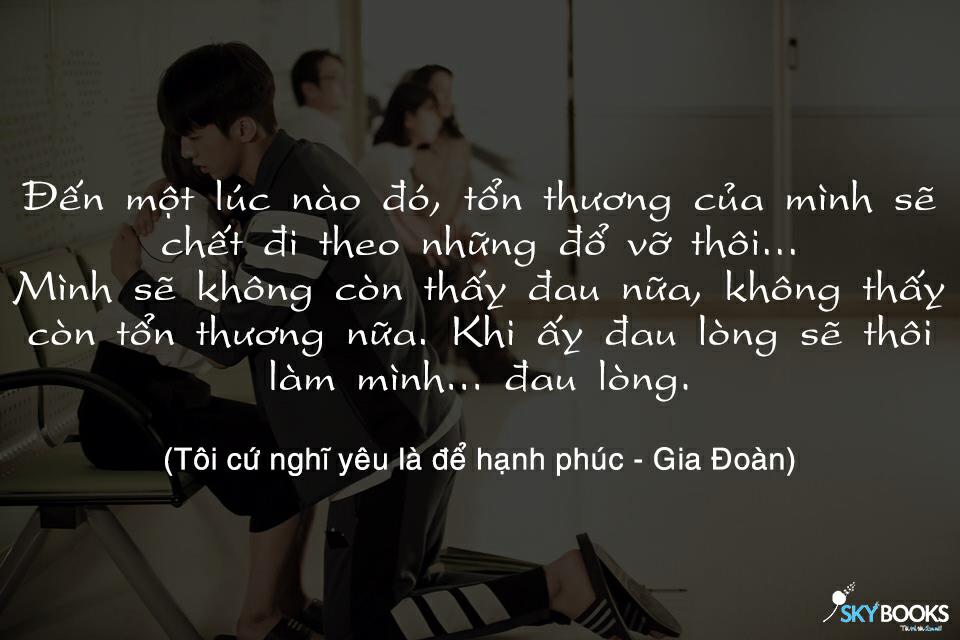 Đến một lúc nào đó, tổn thương của mình sẽ
chết đi theo những đổ vỡ thôi...
Mình sẽ không còn thấy đau nữa, không thấy
còn tổn thương nữa. Khi ấy đau lòng sẽ thôi
làm mình... đau lòng.
(Tôi cứ nghĩ yêu là để hạnh phúc - Gia Đoàn)
SKYBOOKS